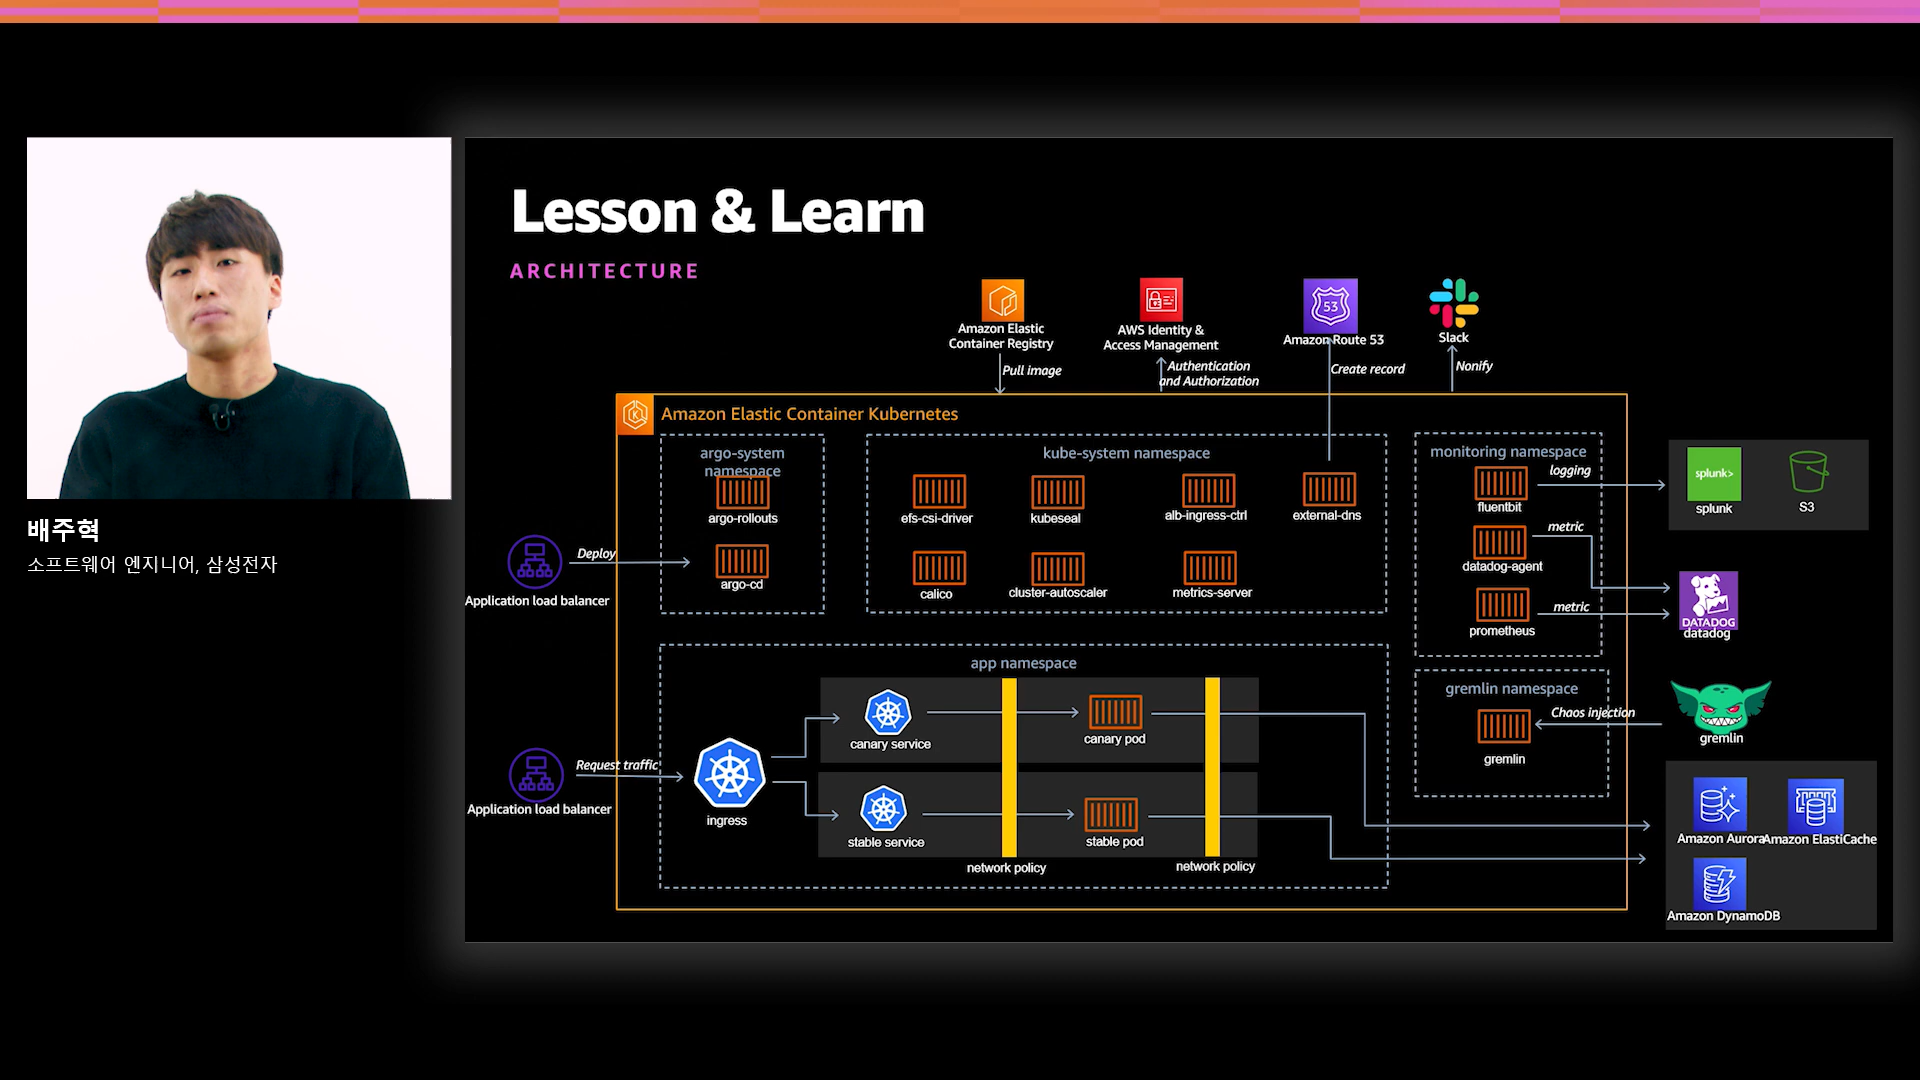 Lesson & Learn
ARCHITECTURE
Amazon Elastic
Container Registry
AWS Identity &
Access Management
53
Amazon Route 53
Slack
Pull image
Authentication
and Authorization
Create record
Nonify
Amazon Elastic Container Kubernetes
argo-system
namespace
argo-rollouts
argo-cd
kube-system namespace
efs-csi-driver
kubeseal
alb-ingress-ctrl
external-dns
calico
cluster-autoscaler
metrics-server
monitoring namespace
logging
fluentbit
metric
datadog-agent
metric
prometheus
splunk>
splunk
S3
DATADOG
datadog
배주혁
소프트웨어 엔지니어, 삼성전자
Deploy
Application load balancer
app namespace
canary service
canary pod
Request traffic
Application load balancer
ingress
stable service
stable pod
network policy
network policy
gremlin namespace
Chaos injection
gremlin
gremlin
Amazon Aurora
Amazon ElastiCache
Amazon DynamoDB